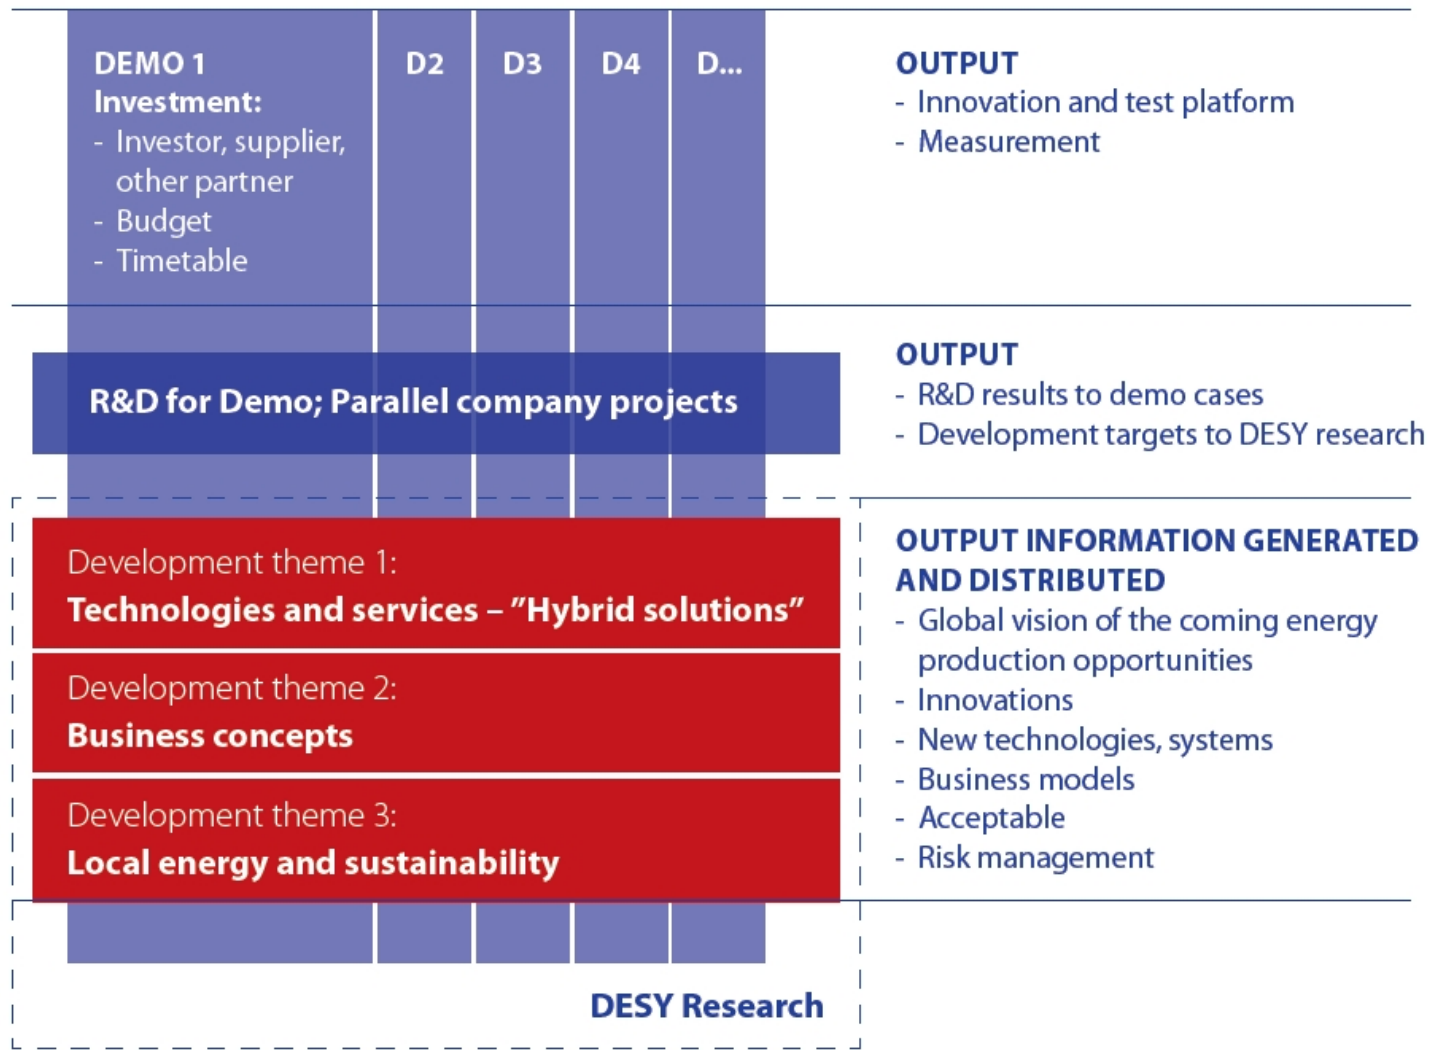 DEMO 1
Investment:
- Investor, supplier,
other partner
- Budget
- Timetable
D2
D3
D4
D...
OUTPUT
- Innovation and test platform
- Measurement
R&D for Demo; Parallel company projects
OUTPUT
- R&D results to demo cases
- Development targets to DESY research
Development theme 1:
Technologies and services – ”Hybrid solutions”
Development theme 2:
Business concepts
Development theme 3:
Local energy and sustainability
OUTPUT INFORMATION GENERATED
AND DISTRIBUTED
- Global vision of the coming energy
production opportunities
- Innovations
- New technologies, systems
- Business models
- Acceptable
- Risk management
DESY Research